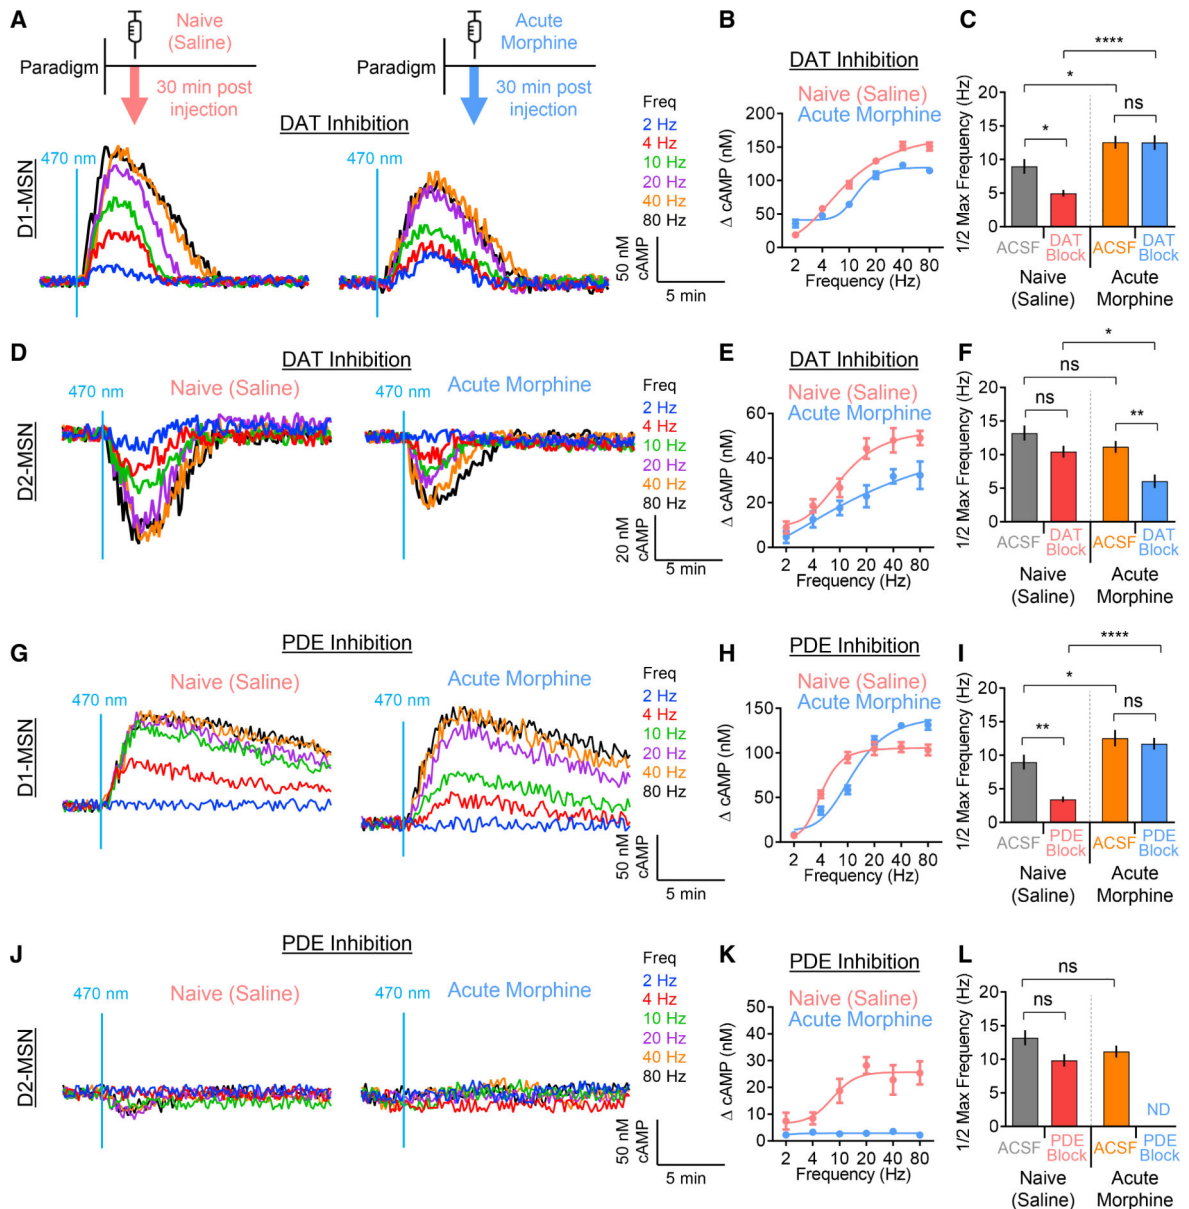 A
Naive
(Saline)
Acute
Morphine
Paradigm
30 min post
injection
Paradigm
30 min post
injection
DAT Inhibition
D1-MSN
470 nm
470 nm
Freq
2 Hz
4 Hz
10 Hz
20 Hz
40 Hz
80 Hz
50 nM
cAMP
5 min
B
DAT Inhibition
Naive (Saline)
Acute Morphine
Δ cAMP (nM)
200
150
100
50
0
2 4 10 20 40 80
Frequency (Hz)
C
1/2 Max Frequency (Hz)
20
15
10
5
0
****
*
ns
*
ACSF
DAT
Block
ACSF
DAT
Block
Naive
(Saline)
Acute
Morphine
D
DAT Inhibition
D2-MSN
470 nm
Naive (Saline)
470 nm
Acute Morphine
Freq
2 Hz
4 Hz
10 Hz
20 Hz
40 Hz
80 Hz
20 nM
cAMP
5 min
E
DAT Inhibition
Naive (Saline)
Acute Morphine
Δ cAMP (nM)
60
40
20
0
2 4 10 20 40 80
Frequency (Hz)
F
1/2 Max Frequency (Hz)
20
15
10
5
0
*
ns
ns
**
ACSF
DAT
Block
ACSF
DAT
Block
Naive
(Saline)
Acute
Morphine
G
PDE Inhibition
D1-MSN
470 nm
Naive (Saline)
470 nm
Acute Morphine
Freq
2 Hz
4 Hz
10 Hz
20 Hz
40 Hz
80 Hz
50 nM
cAMP
5 min
H
PDE Inhibition
Naive (Saline)
Acute Morphine
Δ cAMP (nM)
150
100
50
0
2 4 10 20 40 80
Frequency (Hz)
I
1/2 Max Frequency (Hz)
20
15
10
5
0
****
*
ns
**
ACSF
PDE
Block
ACSF
PDE
Block
Naive
(Saline)
Acute
Morphine
J
PDE Inhibition
D2-MSN
470 nm
Naive (Saline)
470 nm
Acute Morphine
Freq
2 Hz
4 Hz
10 Hz
20 Hz
40 Hz
80 Hz
50 nM
cAMP
5 min
K
PDE Inhibition
Naive (Saline)
Acute Morphine
Δ cAMP (nM)
50
40
30
20
10
0
2 4 10 20 40 80
Frequency (Hz)
L
1/2 Max Frequency (Hz)
20
15
10
5
0
ns
ns
ND
ACSF
PDE
Block
ACSF
PDE
Block
Naive
(Saline)
Acute
Morphine